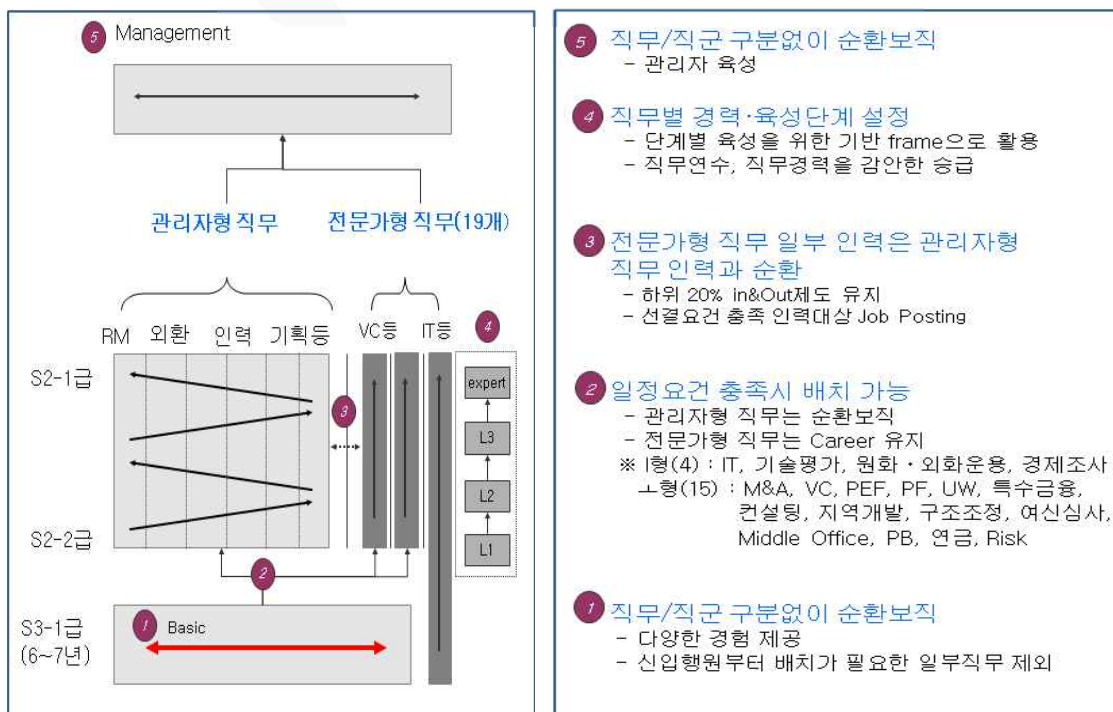 5 Management
관리자형 직무
전문가형 직무(19개)
RM 외환 인력 기획등 VC등 IT등
4
S2-1급
expert
3
L3
L2
S2-2급
L1
2
S3-1급
(6~7년)
1 Basic
5 직무/직군 구분없이 순환보직
- 관리자 육성
4 직무별 경력·육성단계 설정
- 단계별 육성을 위한 기반 frame으로 활용
- 직무연수, 직무경력을 감안한 승급
3 전문가형 직무 일부 인력은 관리자형
직무 인력과 순환
- 하위 20% in&Out제도 유지
- 선결요건 충족 인력대상 Job Posting
2 일정요건 충족시 배치 가능
- 관리자형 직무는 순환보직
- 전문가형 직무는 Career 유지
※ I형(4) : IT, 기술평가, 원화·외화운용, 경제조사
ㅗ형(15) : M&A, VC, PEF, PF, UW, 특수금융,
컨설팅, 지역개발, 구조조정, 여신심사,
Middle Office, PB, 연금, Risk
1 직무/직군 구분없이 순환보직
- 다양한 경험 제공
- 신입행원부터 배치가 필요한 일부직무 제외